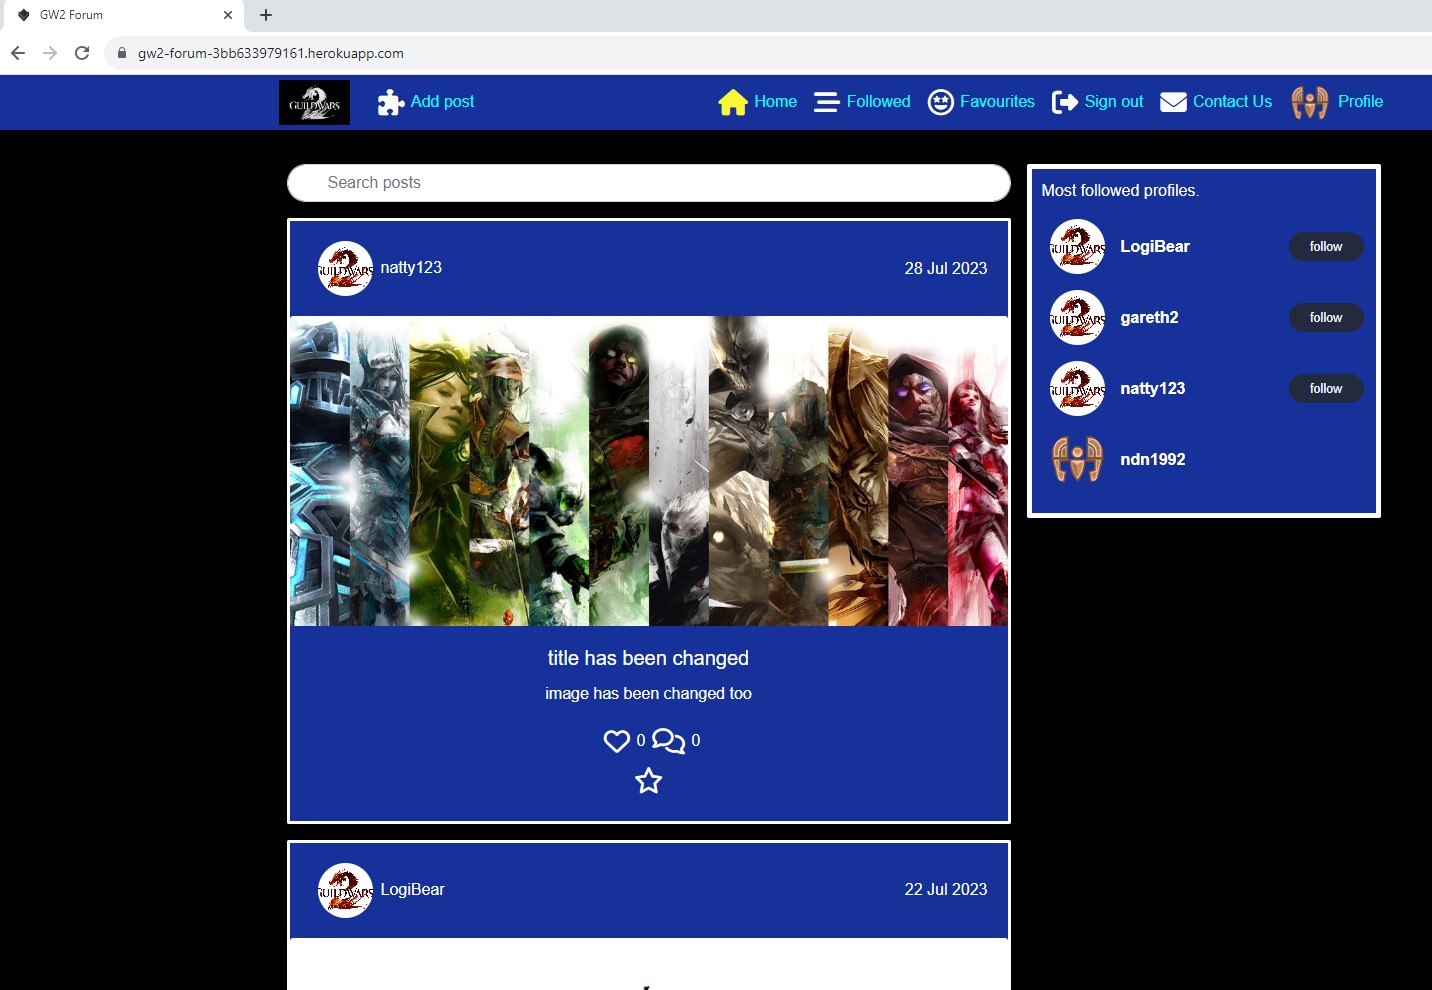 GW2 Forum
gw2-forum-3bb633979161.herokuapp.com
GUILDWARS 2
Add post
Home
Followed
Favourites
Sign out
Contact Us
Profile
Search posts
natty123
28 Jul 2023
title has been changed
image has been changed too
0
0
LogiBear
22 Jul 2023
Most followed profiles.
LogiBear
follow
gareth2
follow
natty123
follow
ndn1992